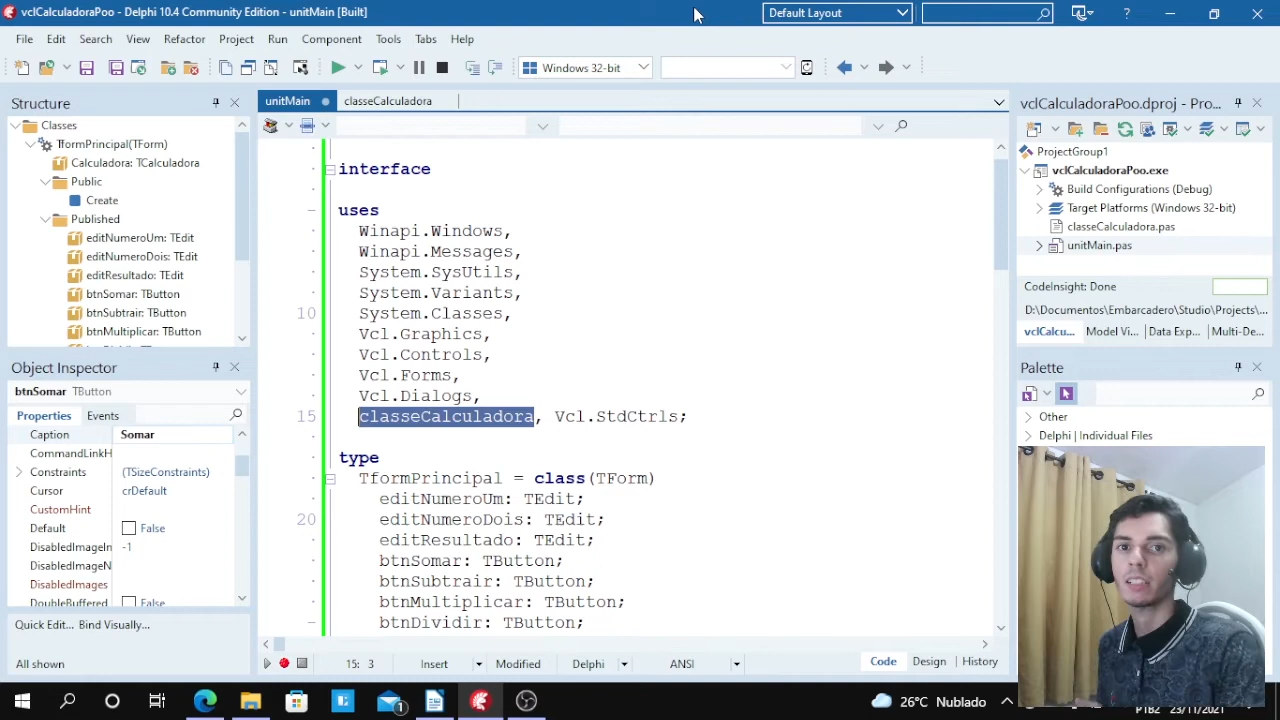 vclCalculadoraPoo - Delphi 10.4 Community Edition - unitMain [Built]
Default Layout
File Edit Search View Refactor Project Run Component Tools Tabs Help
Windows 32-bit
Structure
Classes
TformPrincipal(TForm)
Calculadora: TCalculadora
Public
Create
Published
editNumeroUm: TEdit
editNumeroDois: TEdit
editResultado: TEdit
btnSomar: TButton
btnSubtrair: TButton
btnMultiplicar: TButton
Object Inspector
btnSomar TButton
Properties Events
Caption Somar
CommandLinkH
Constraints (TSizeConstraints)
Cursor crDefault
CustomHint
Default False
DisabledImageIn -1
DisabledImageN
DisabledImages
DoubleBuffered False
Quick Edit... Bind Visually...
All shown
unitMain classeCalculadora
interface
uses
Winapi.Windows,
Winapi.Messages,
System.SysUtils,
System.Variants,
10 System.Classes,
Vcl.Graphics,
Vcl.Controls,
Vcl.Forms,
Vcl.Dialogs,
15 classeCalculadora, Vcl.StdCtrls;
type
TformPrincipal = class(TForm)
editNumeroUm: TEdit;
20 editNumeroDois: TEdit;
editResultado: TEdit;
btnSomar: TButton;
btnSubtrair: TButton;
btnMultiplicar: TButton;
btnDividir: TButton;
15: 3 Insert Modified Delphi ANSI Code Design History
vclCalculadoraPoo.dproj - Pro...
ProjectGroup1
vclCalculadoraPoo.exe
Build Configurations (Debug)
Target Platforms (Windows 32-bit)
classeCalculadora.pas
unitMain.pas
CodeInsight: Done
D:\Documentos\Embarcadero\Studio\Projects\...
vclCalcu... Model Vi... Data Exp... Multi-De...
Palette
Other
Delphi | Individual Files
26°C Nublado
PTB2 23/11/2021